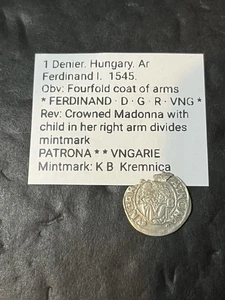 1 Denier. Hungary. Ar
Ferdinand I. 1545.
Obv: Fourfold coat of arms
* FERDINAND · D · G · R · VNG *
Rev: Crowned Madonna with
child in her right arm divides
mintmark
PATRONA * * VNGARIE
Mintmark: K B Kremnica